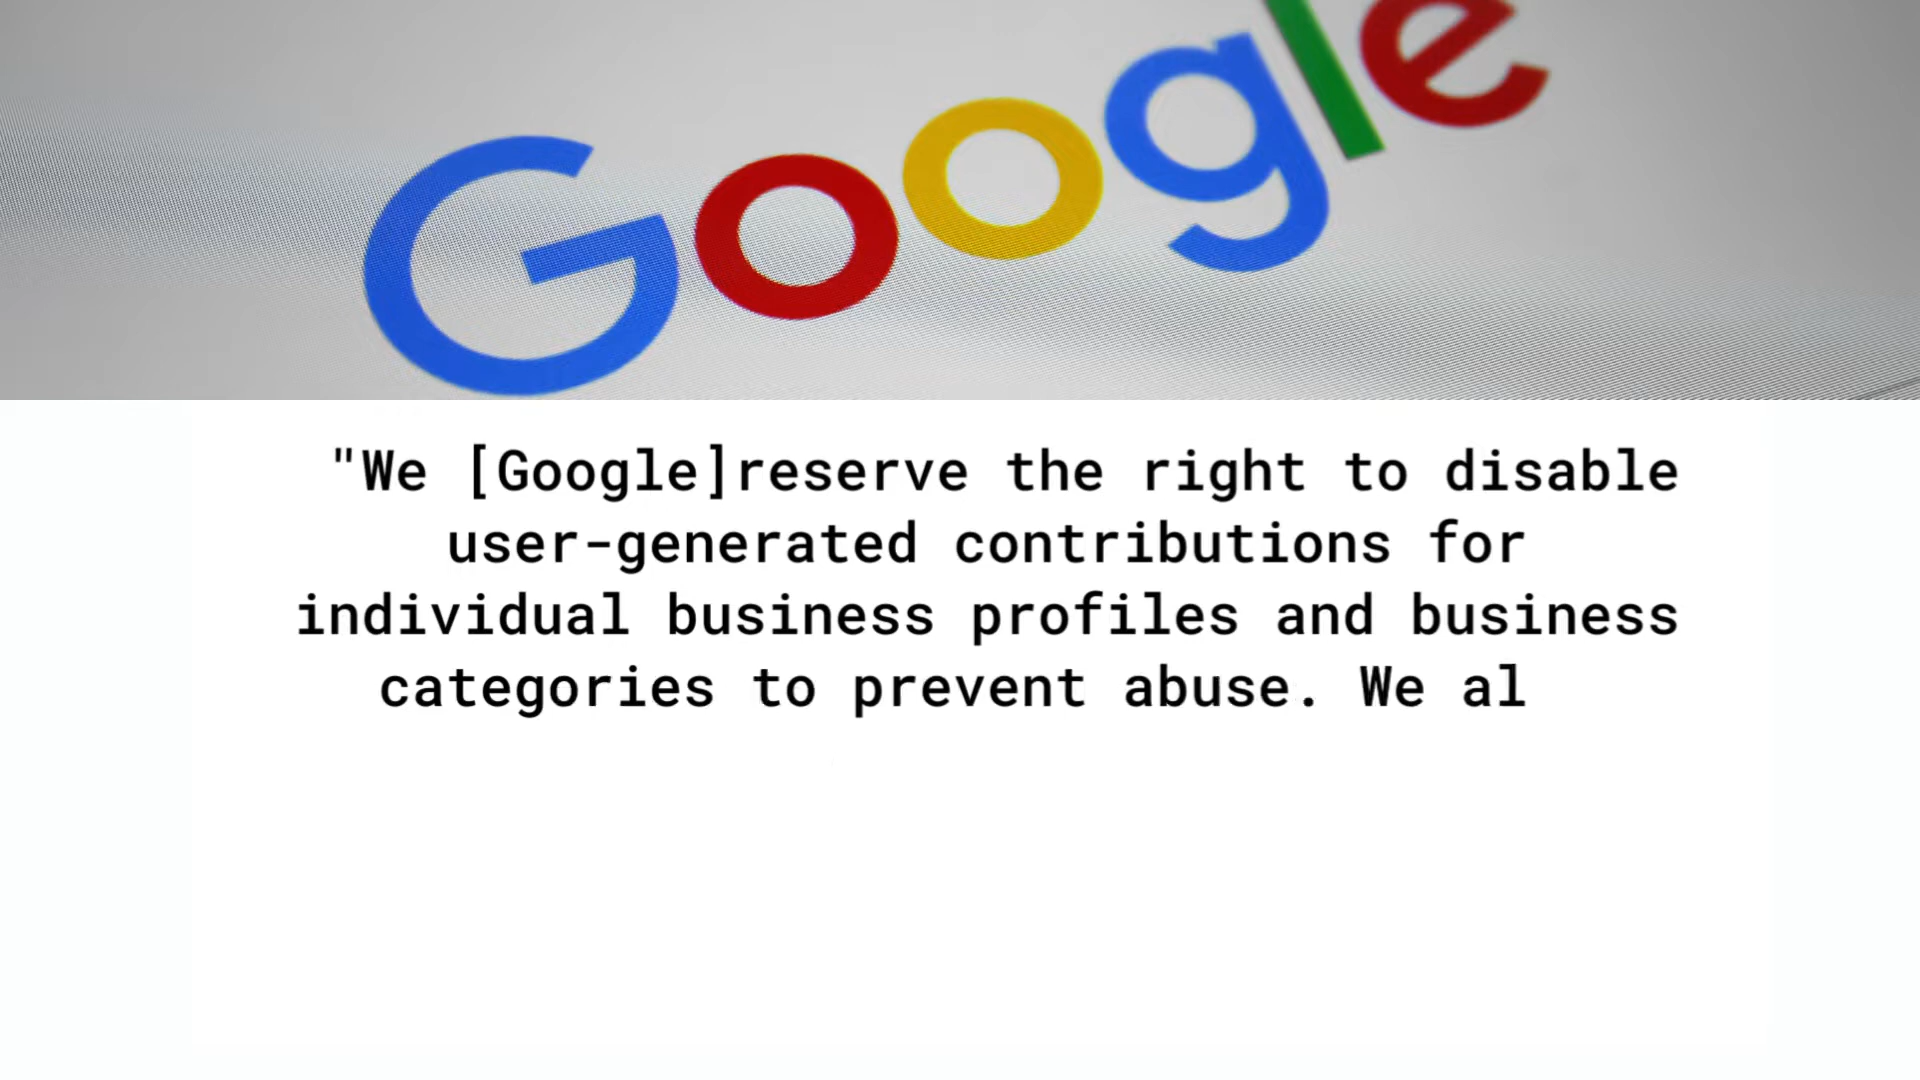 Google
"We [Google]reserve the right to disable
user-generated contributions for
individual business profiles and business
categories to prevent abuse. We al